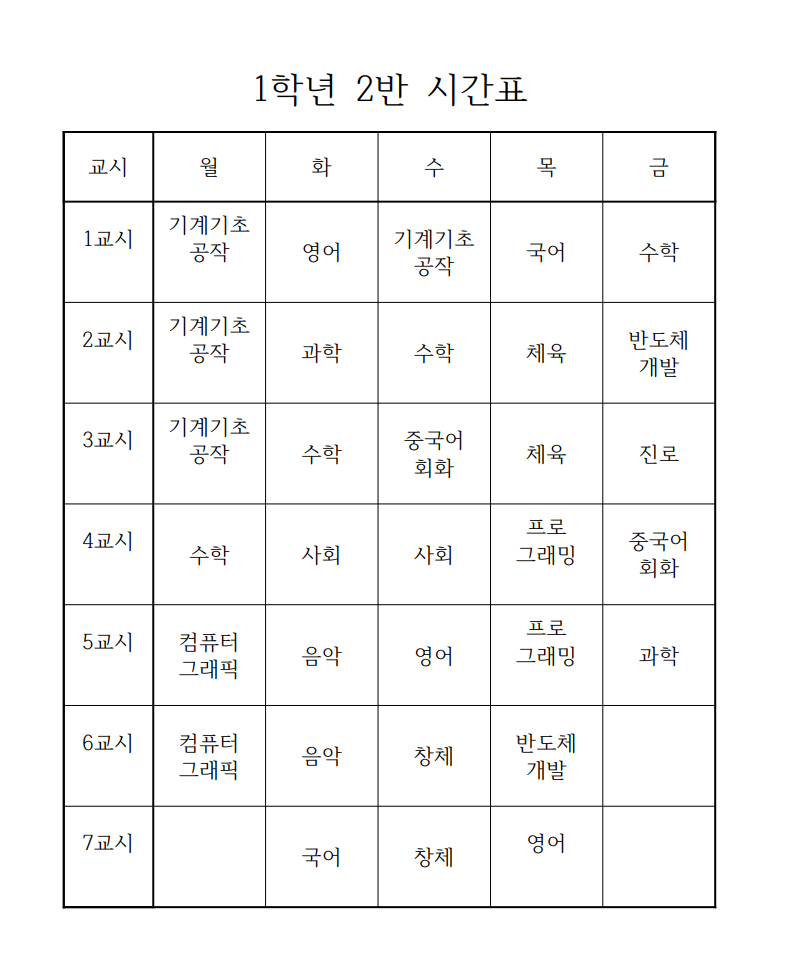 1학년 2반 시간표
교시 월 화 수 목 금
1교시 기계기초 공작 영어 기계기초 공작 국어 수학
2교시 기계기초 공작 과학 수학 체육 반도체 개발
3교시 기계기초 공작 수학 중국어 회화 체육 진로
4교시 수학 사회 사회 프로 그래밍 중국어 회화
5교시 컴퓨터 그래픽 음악 영어 프로 그래밍 과학
6교시 컴퓨터 그래픽 음악 창체 반도체 개발
7교시 국어 창체 영어